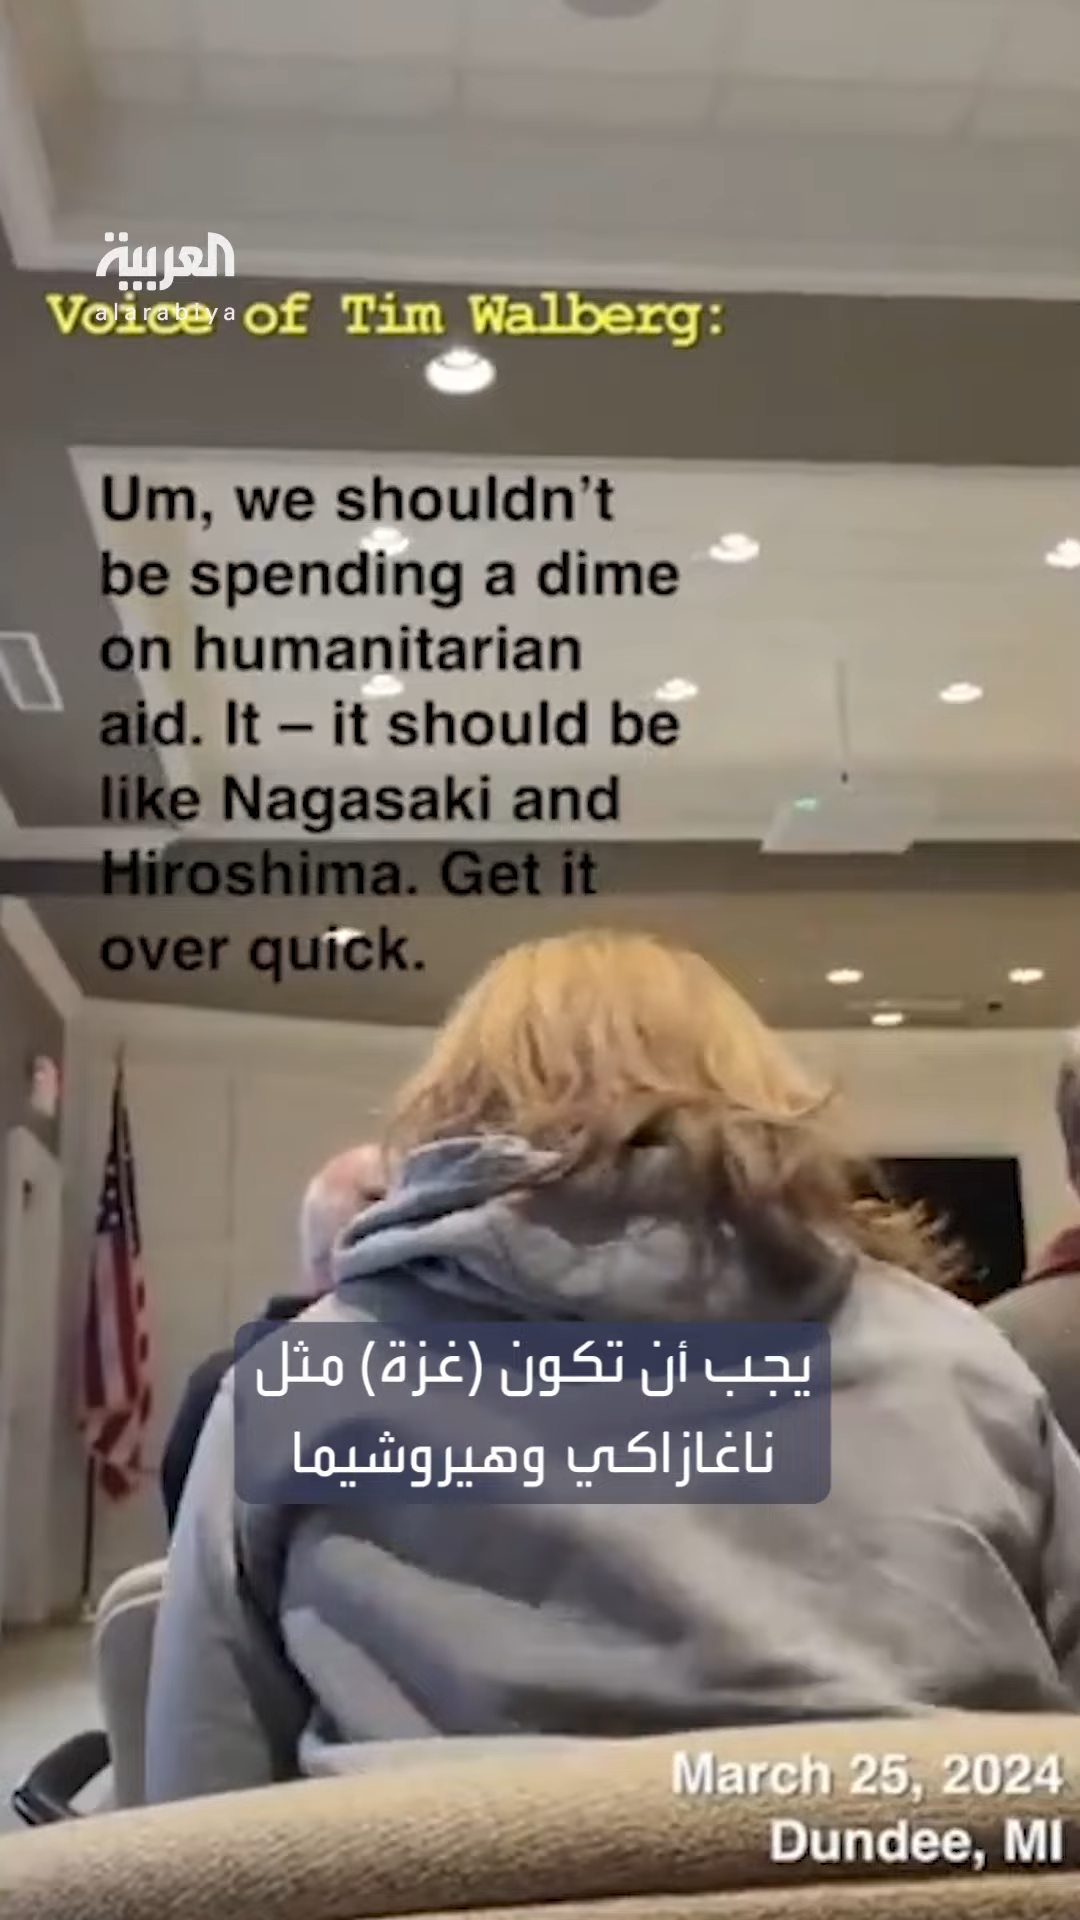 العربية
alarabiya
Voice of Tim Walberg:
Um, we shouldn’t
be spending a dime
on humanitarian
aid. It – it should be
like Nagasaki and
Hiroshima. Get it
over quick.
يجب أن تكون (غزة) مثل
ناغازاكي وهيروشيما
March 25, 2024
Dundee, MI